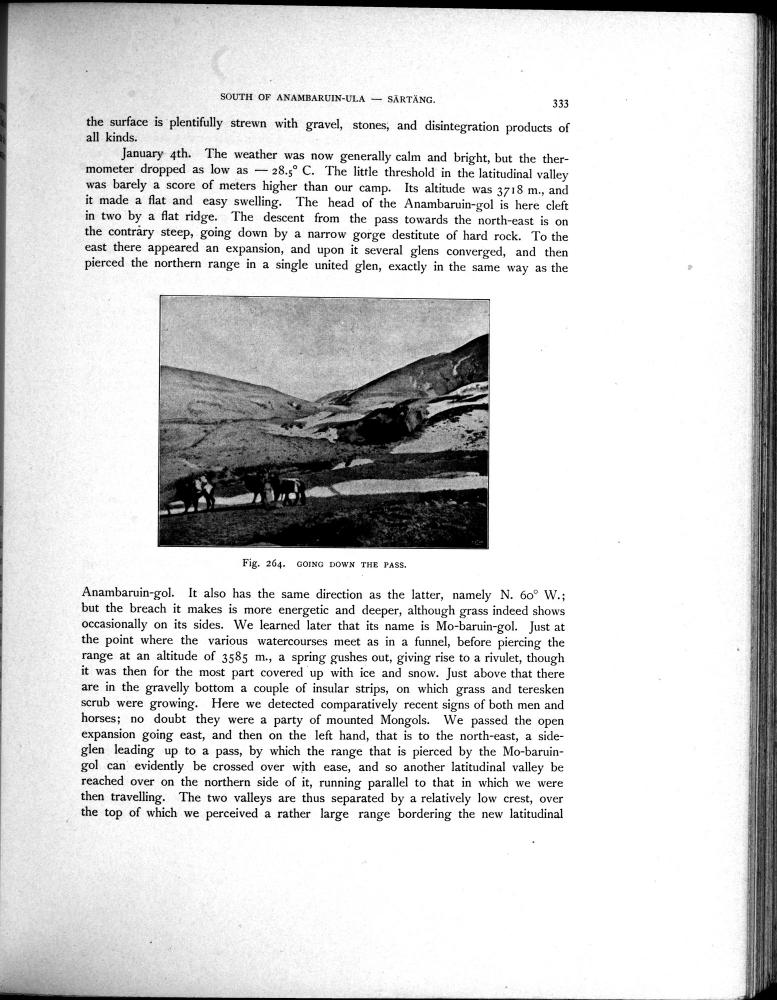 SOUTH OF ANAMBARUIN-ULA — SÄRTÄNG.
333
the surface is plentifully strewn with gravel, stones, and disintegration products of
all kinds.
January 4th. The weather was now generally calm and bright, but the ther-
mometer dropped as low as — 28.5° C. The little threshold in the latitudinal valley
was barely a score of meters higher than our camp. Its altitude was 3718 m., and
it made a flat and easy swelling. The head of the Anambaruin-gol is here cleft
in two by a flat ridge. The descent from the pass towards the north-east is on
the contrary steep, going down by a narrow gorge destitute of hard rock. To the
east there appeared an expansion, and upon it several glens converged, and then
pierced the northern range in a single united glen, exactly in the same way as the
Fig. 264. GOING DOWN THE PASS.
Anambaruin-gol. It also has the same direction as the latter, namely N. 60° W.;
but the breach it makes is more energetic and deeper, although grass indeed shows
occasionally on its sides. We learned later that its name is Mo-baruin-gol. Just at
the point where the various watercourses meet as in a funnel, before piercing the
range at an altitude of 3585 m., a spring gushes out, giving rise to a rivulet, though
it was then for the most part covered up with ice and snow. Just above that there
are in the gravelly bottom a couple of insular strips, on which grass and teresken
scrub were growing. Here we detected comparatively recent signs of both men and
horses; no doubt they were a party of mounted Mongols. We passed the open
expansion going east, and then on the left hand, that is to the north-east, a side-
glen leading up to a pass, by which the range that is pierced by the Mo-baruin-
gol can evidently be crossed over with ease, and so another latitudinal valley be
reached over on the northern side of it, running parallel to that in which we were
then travelling. The two valleys are thus separated by a relatively low crest, over
the top of which we perceived a rather large range bordering the new latitudinal